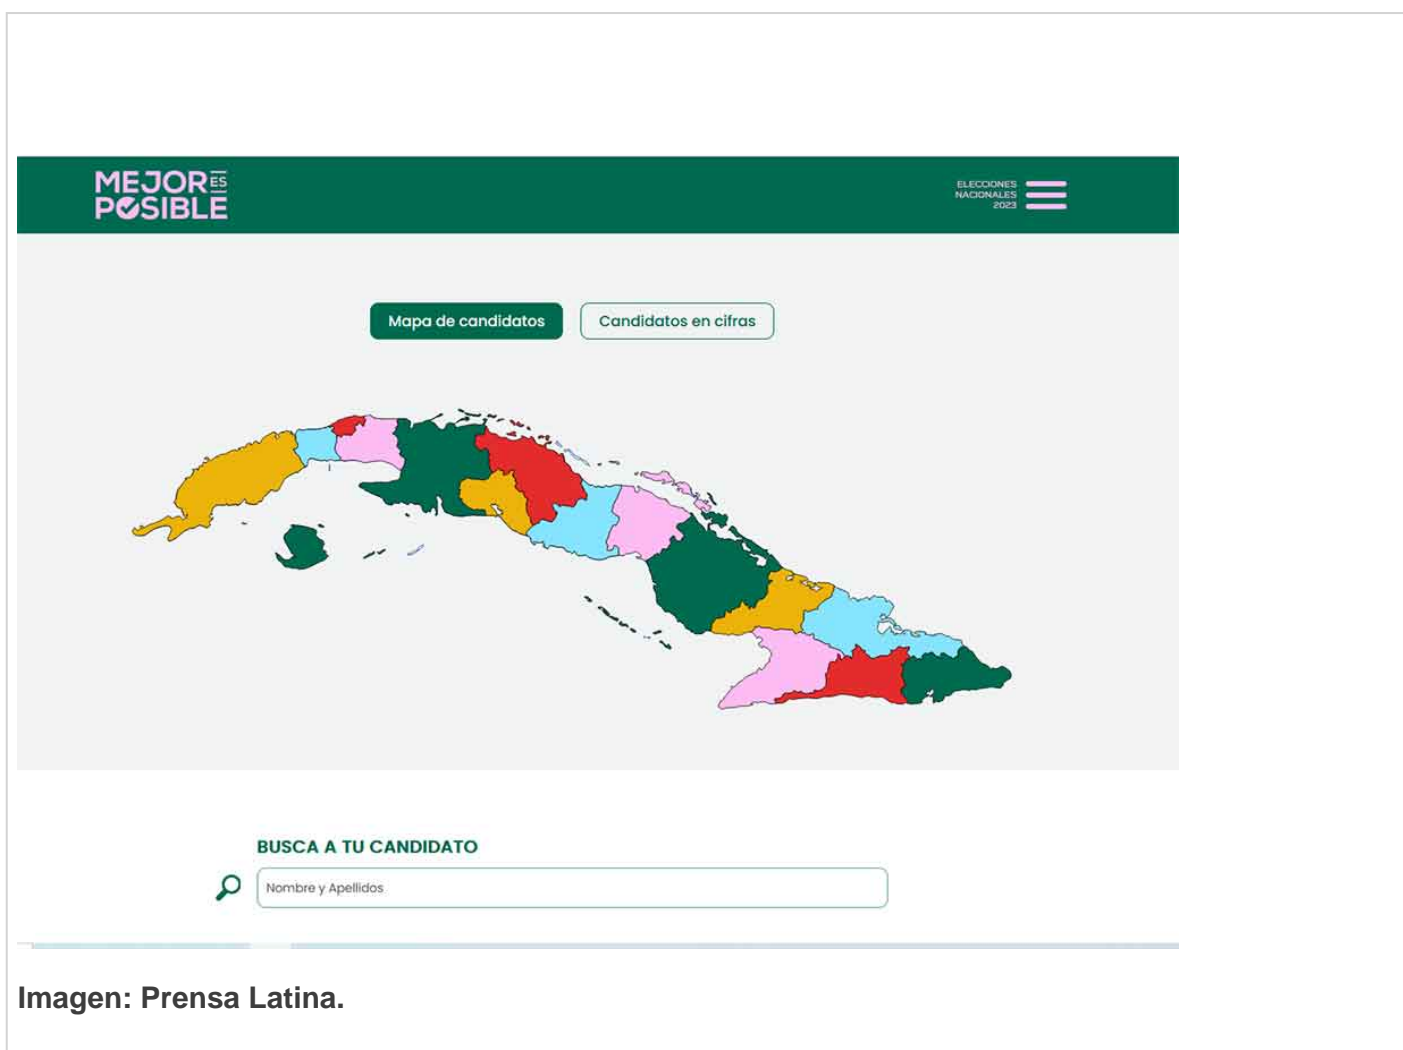 MEJOR ES
POSIBLE
ELECCIONES
NACIONALES
2023
Mapa de candidatos
Candidatos en cifras
BUSCA A TU CANDIDATO
Nombre y Apellidos
Imagen: Prensa Latina.